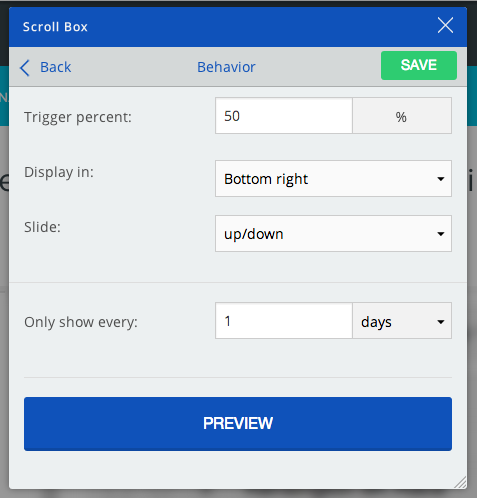 Scroll Box
Back Behavior SAVE
Trigger percent: 50 %
Display in: Bottom right
Slide: up/down
Only show every: 1 days
PREVIEW